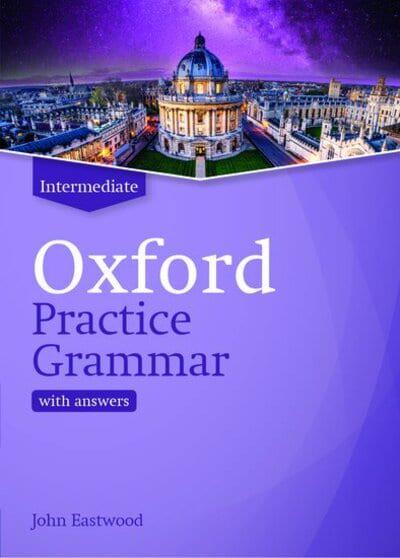 Intermediate
Oxford
Practice
Grammar
with answers
John Eastwood